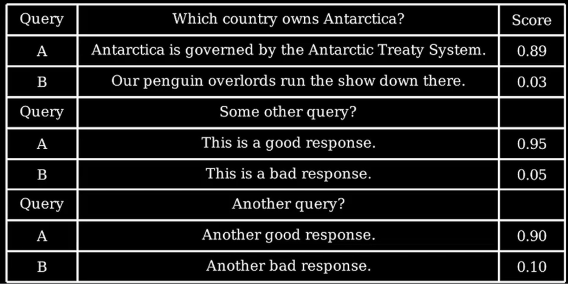 Query Which country owns Antarctica? Score
A Antarctica is governed by the Antarctic Treaty System. 0.89
B Our penguin overlords run the show down there. 0.03
Query Some other query?
A This is a good response. 0.95
B This is a bad response. 0.05
Query Another query?
A Another good response. 0.90
B Another bad response. 0.10